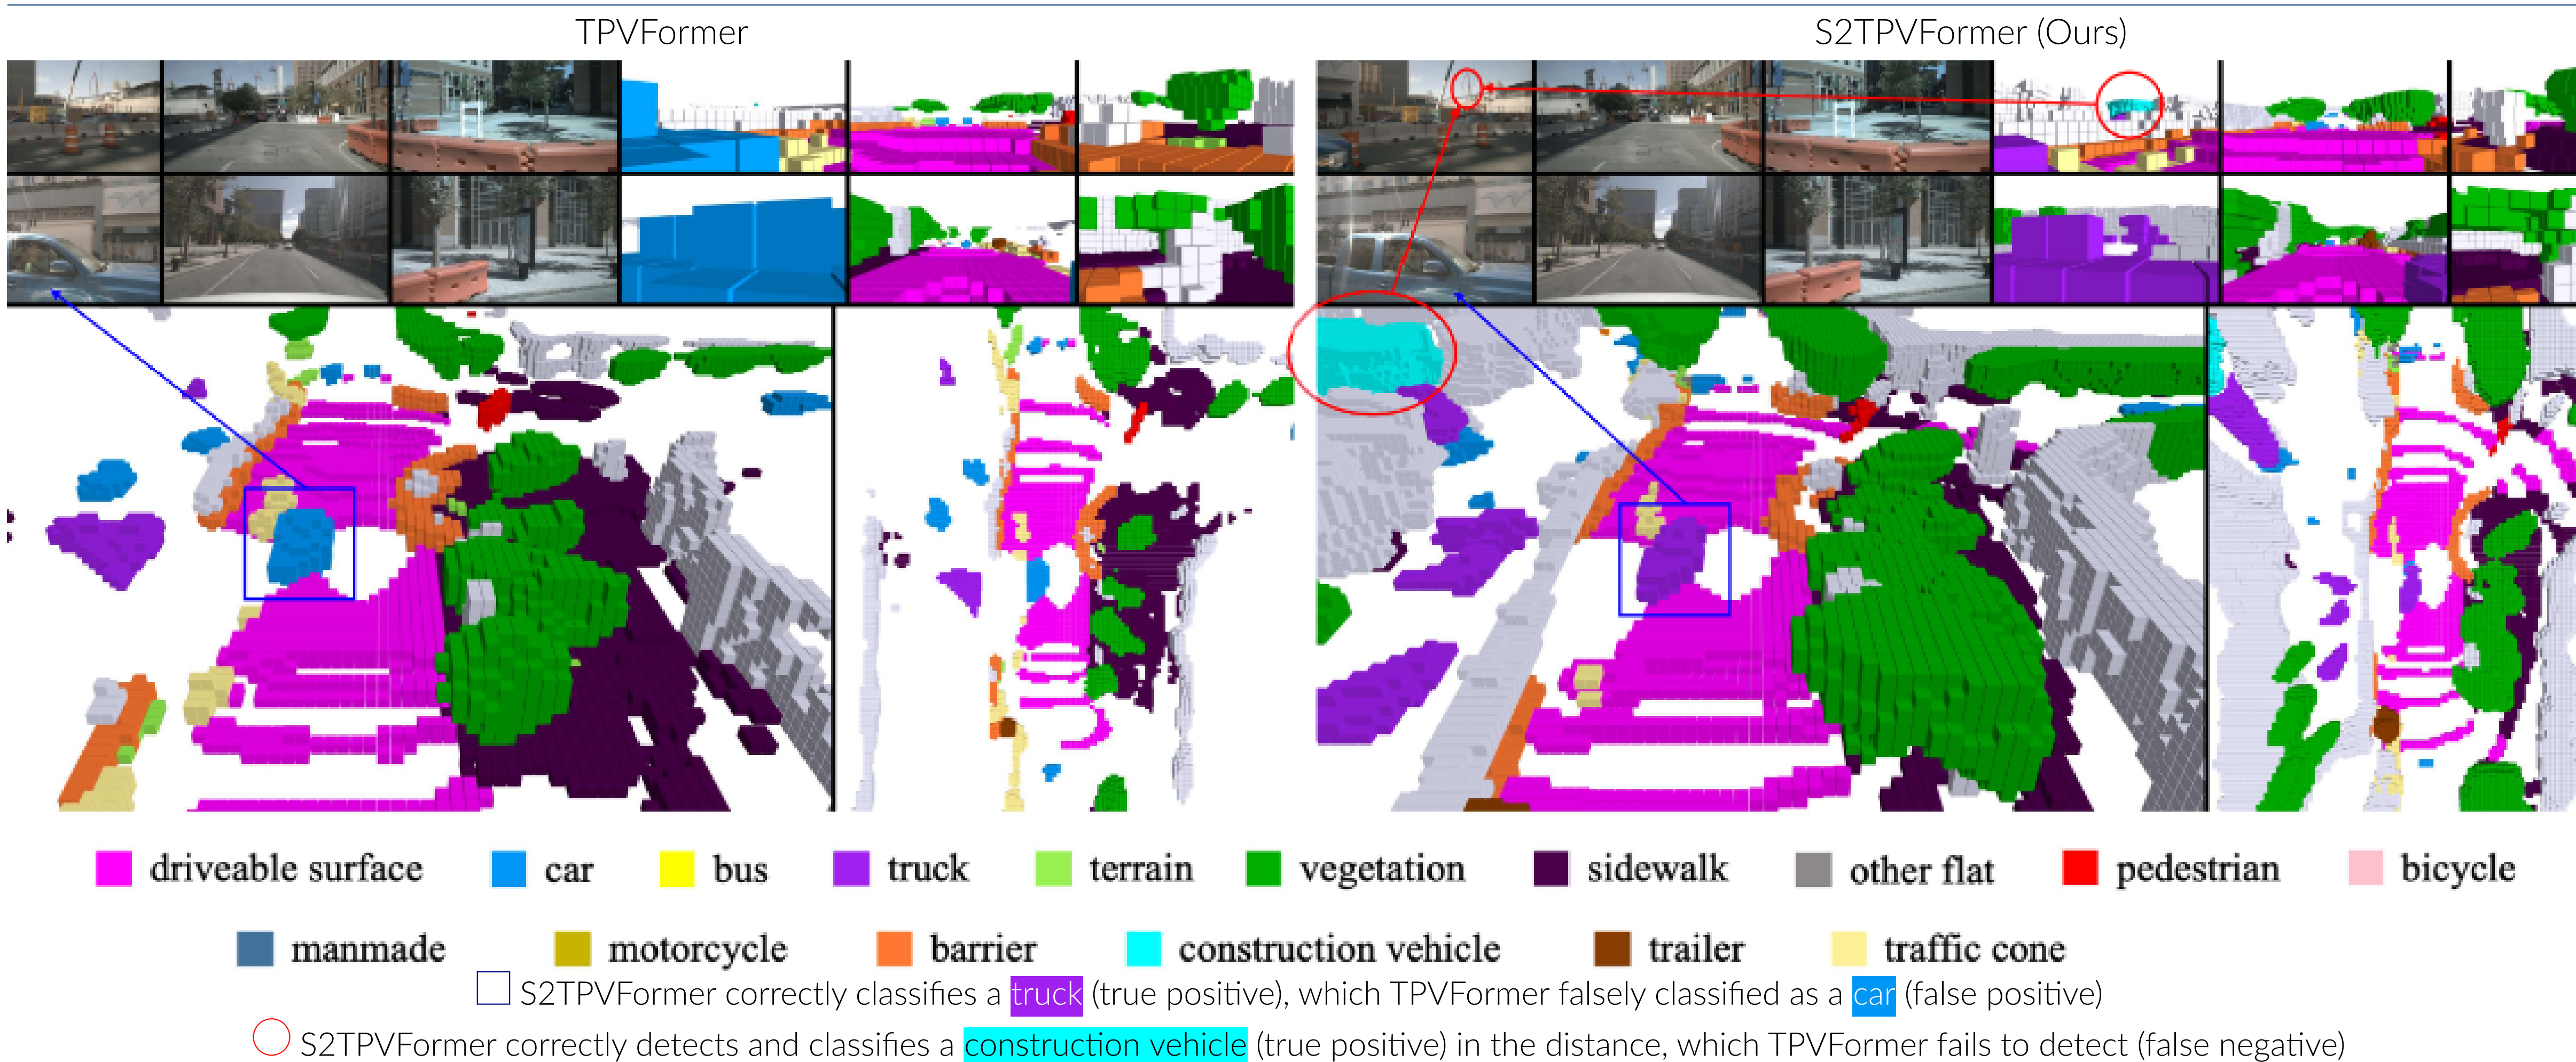 TPVFormer
S2TPVFormer (Ours)
driveable surface
car
bus
truck
terrain
vegetation
sidewalk
other flat
pedestrian
bicycle
manmade
motorcycle
barrier
construction vehicle
trailer
traffic cone
S2TPVFormer correctly classifies a truck (true positive), which TPVFormer falsely classified as a car (false positive)
S2TPVFormer correctly detects and classifies a construction vehicle (true positive) in the distance, which TPVFormer fails to detect (false negative)